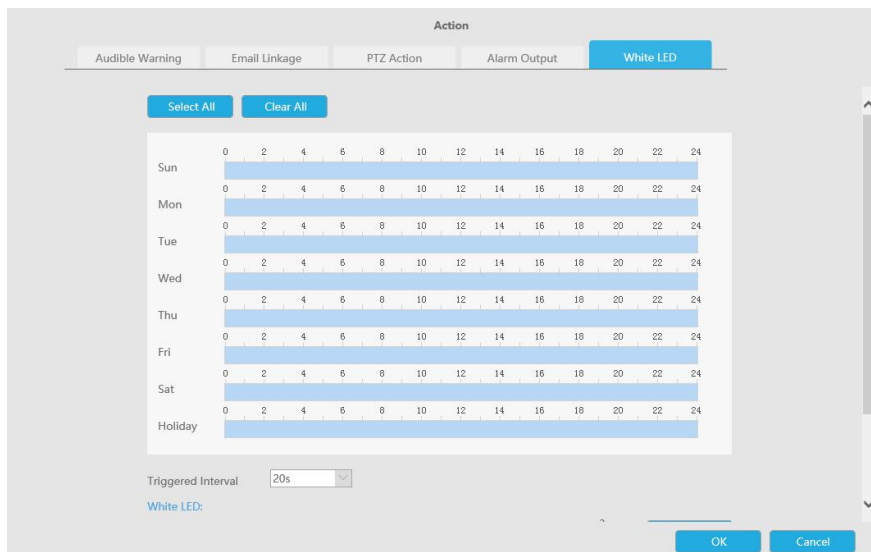 Action
Audible Warning Email Linkage PTZ Action Alarm Output White LED
Select All Clear All
0 2 4 6 8 10 12 14 16 18 20 22 24
Sun
0 2 4 6 8 10 12 14 16 18 20 22 24
Mon
0 2 4 6 8 10 12 14 16 18 20 22 24
Tue
0 2 4 6 8 10 12 14 16 18 20 22 24
Wed
0 2 4 6 8 10 12 14 16 18 20 22 24
Thu
0 2 4 6 8 10 12 14 16 18 20 22 24
Fri
0 2 4 6 8 10 12 14 16 18 20 22 24
Sat
0 2 4 6 8 10 12 14 16 18 20 22 24
Holiday
Triggered Interval 20s
White LED:
OK Cancel